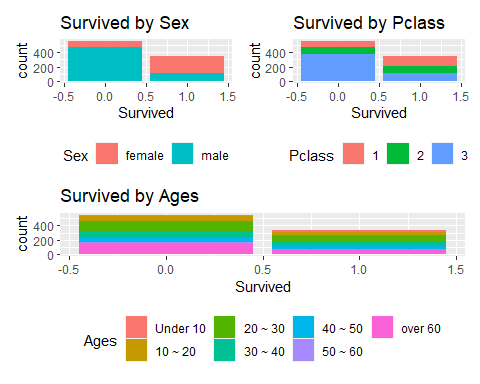 Survived by Sex
count
400
200
0
-0.5 0.0 0.5 1.0 1.5
Survived
Sex female male
Survived by Pclass
count
400
200
0
-0.5 0.0 0.5 1.0 1.5
Survived
Pclass 1 2 3
Survived by Ages
count
400
200
0
-0.5 0.0 0.5 1.0 1.5
Survived
Ages
Under 10 20 ~ 30 40 ~ 50 over 60
10 ~ 20 30 ~ 40 50 ~ 60